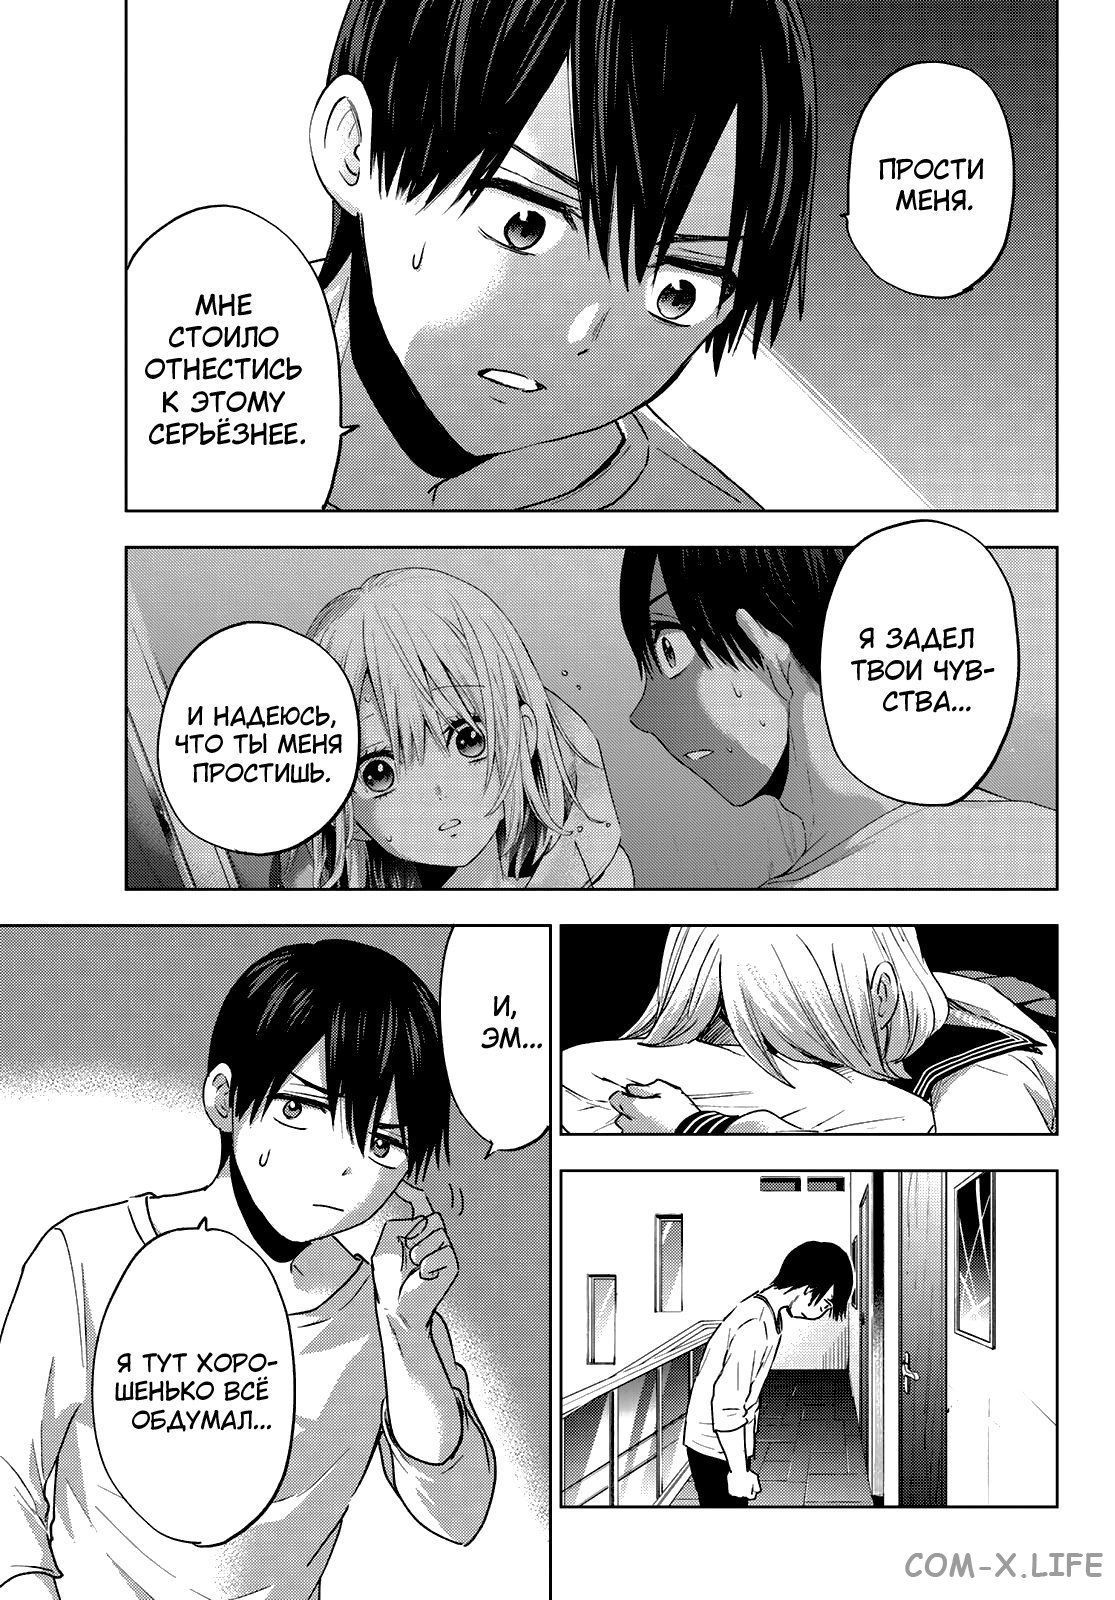 ПРОСТИ
МЕНЯ.
МНЕ
СТОИЛО
ОТНЕСТИСЬ
К ЭТОМУ
СЕРЬЁЗНЕЕ.
Я ЗАДЕЛ
ТВОИ ЧУВ-
СТВА...
И НАДЕЮСЬ,
ЧТО ТЫ МЕНЯ
ПРОСТИШЬ.
И,
ЭМ...
Я ТУТ ХОРО-
ШЕНЬКО ВСЁ
ОБДУМАЛ...
COM-X.LIFE